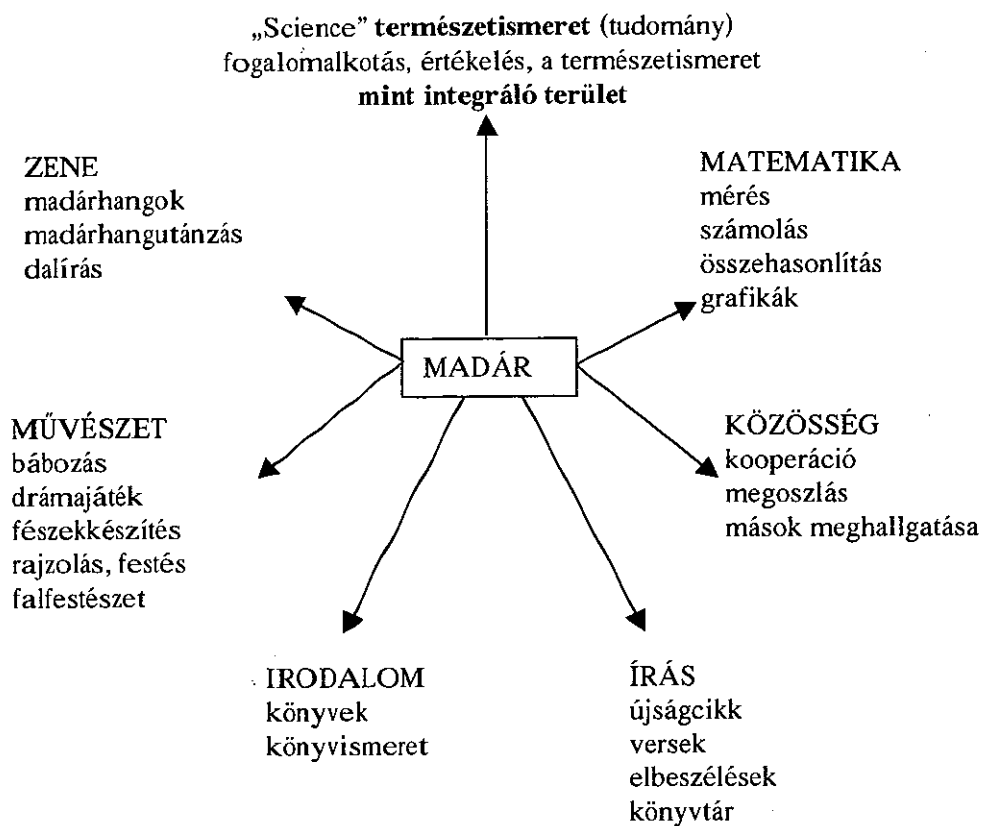 „Science” természetismeret (tudomány)
fogalomalkotás, értékelés, a természetismeret
mint integráló terület
ZENE
madárhangok
madárhangutánzás
dalírás
MATEMATIKA
mérés
számolás
összehasonlítás
grafikák
MADÁR
MŰVÉSZET
bábozás
drámajáték
fészekkészítés
rajzolás, festés
falfestészet
KÖZÖSSÉG
kooperáció
megoszlás
mások meghallgatása
IRODALOM
könyvek
könyvismeret
ÍRÁS
újságcikk
versek
elbeszélések
könyvtár